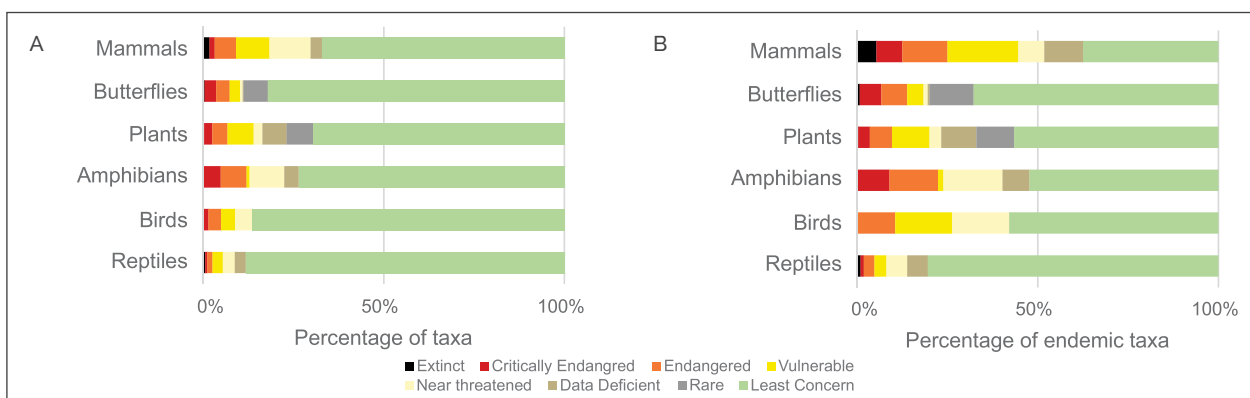 A
Mammals
Butterflies
Plants
Amphibians
Birds
Reptiles
0%
50%
100%
Percentage of taxa
B
Mammals
Butterflies
Plants
Amphibians
Birds
Reptiles
0%
50%
100%
Percentage of endemic taxa
Extinct Critically Endangred Endangered Vulnerable
Near threatened Data Deficient Rare Least Concern